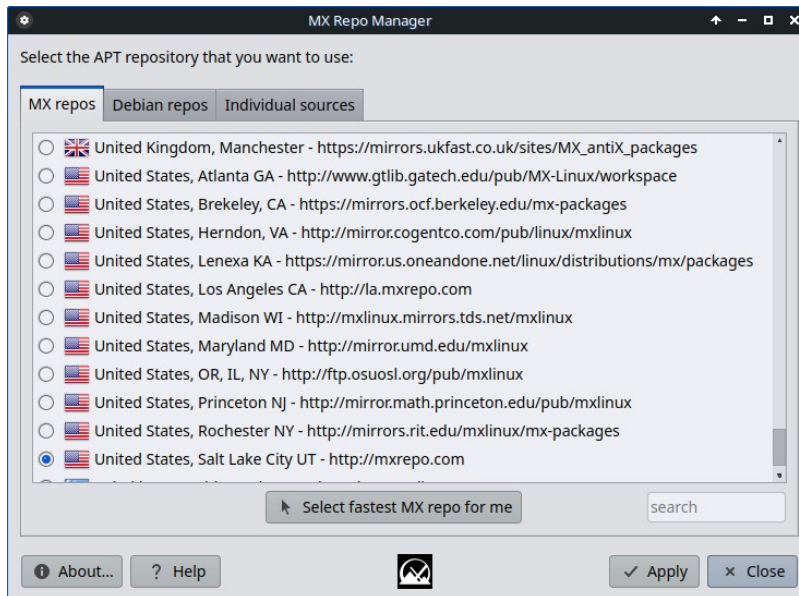 MX Repo Manager
Select the APT repository that you want to use:
MX repos Debian repos Individual sources
United Kingdom, Manchester - https://mirrors.ukfast.co.uk/sites/MX_antiX_packages
United States, Atlanta GA - http://www.gtlib.gatech.edu/pub/MX-Linux/workspace
United States, Brekeley, CA - https://mirrors.ocf.berkeley.edu/mx-packages
United States, Herndon, VA - http://mirror.cogentco.com/pub/linux/mxlinux
United States, Lenexa KA - https://mirror.us.oneandone.net/linux/distributions/mx/packages
United States, Los Angeles CA - http://la.mxrepo.com
United States, Madison WI - http://mxlinux.mirrors.tds.net/mxlinux
United States, Maryland MD - http://mirror.umd.edu/mxlinux
United States, OR, IL, NY - http://ftp.osuosl.org/pub/mxlinux
United States, Princeton NJ - http://mirror.math.princeton.edu/pub/mxlinux
United States, Rochester NY - http://mirrors.rit.edu/mxlinux/mx-packages
United States, Salt Lake City UT - http://mxrepo.com
Select fastest MX repo for me search
About... ? Help Apply Close